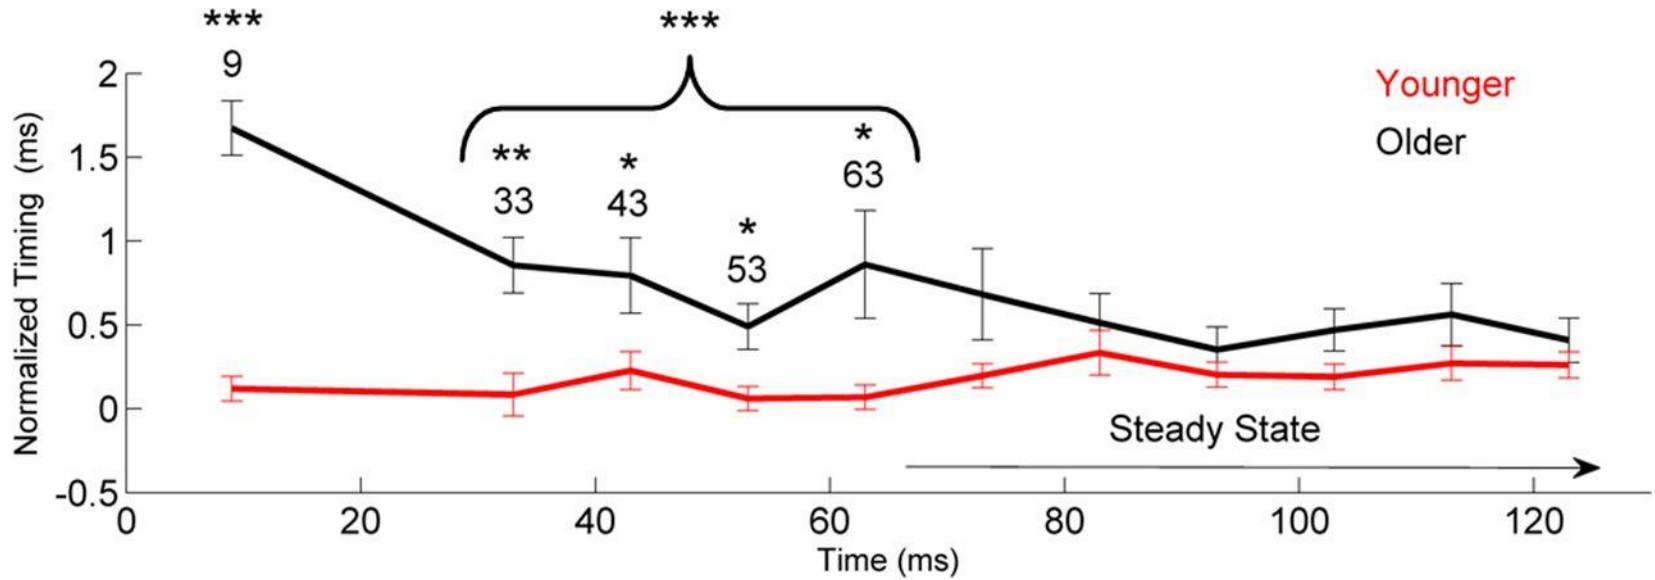 ***
9
***
**
33
*
43
*
53
*
63
Younger
Older
Normalized Timing (ms)
2
1.5
1
0.5
0
-0.5
Steady State
0 20 40 60 80 100 120
Time (ms)